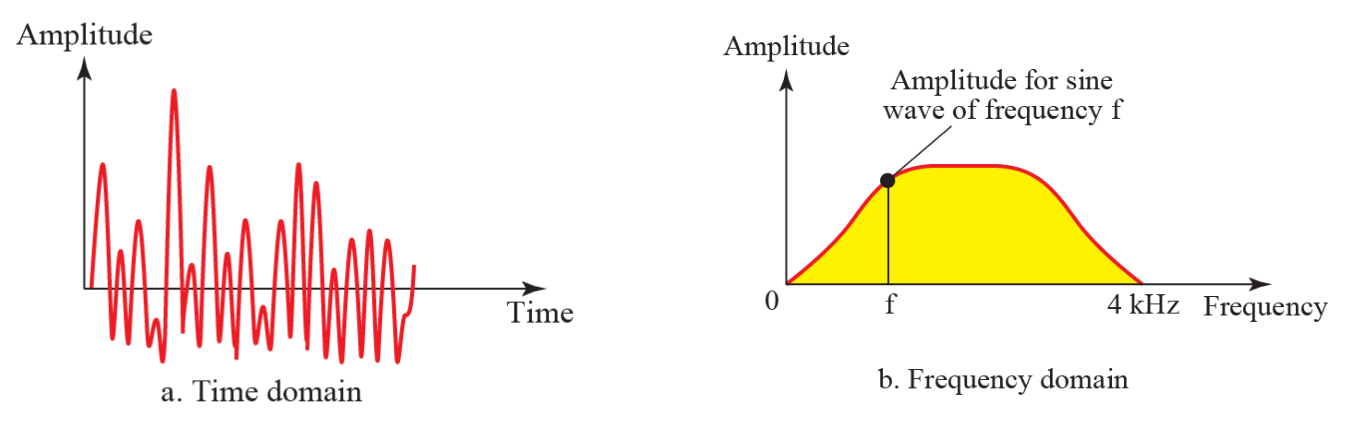 Amplitude
Time
a. Time domain
Amplitude
Amplitude for sine
wave of frequency f
0
f
4 kHz
Frequency
b. Frequency domain